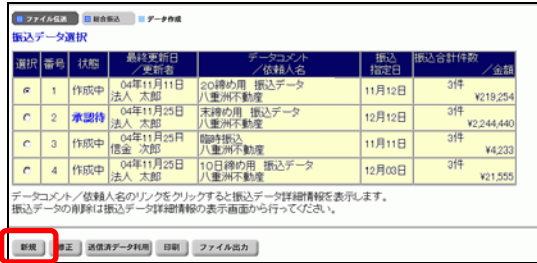 ファイル伝送 総合振込 データ作成
振込データ選択
選択 番号 状態 最終更新日／更新者 データコメント／依頼人名 振込指定日 振込合計件数／金額
1 作成中 04年11月11日 法人 太郎 20締め用 振込データ 八重洲不動産 11月12日 3件 ¥219,254
2 承認待 04年11月25日 法人 太郎 末締め用 振込データ 八重洲不動産 12月12日 3件 ¥2,244,440
3 作成中 04年11月25日 信金 次郎 臨時振込 八重洲不動産 11月11日 3件 ¥4,233
4 作成中 04年11月25日 法人 太郎 10日締め用 振込データ 八重洲不動産 12月03日 3件 ¥21,555
データコメント／依頼人名のリンクをクリックすると振込データ詳細情報を表示します。
振込データの削除は振込データ詳細情報の表示画面から行ってください。
新規 修正 送信済データ利用 印刷 ファイル出力